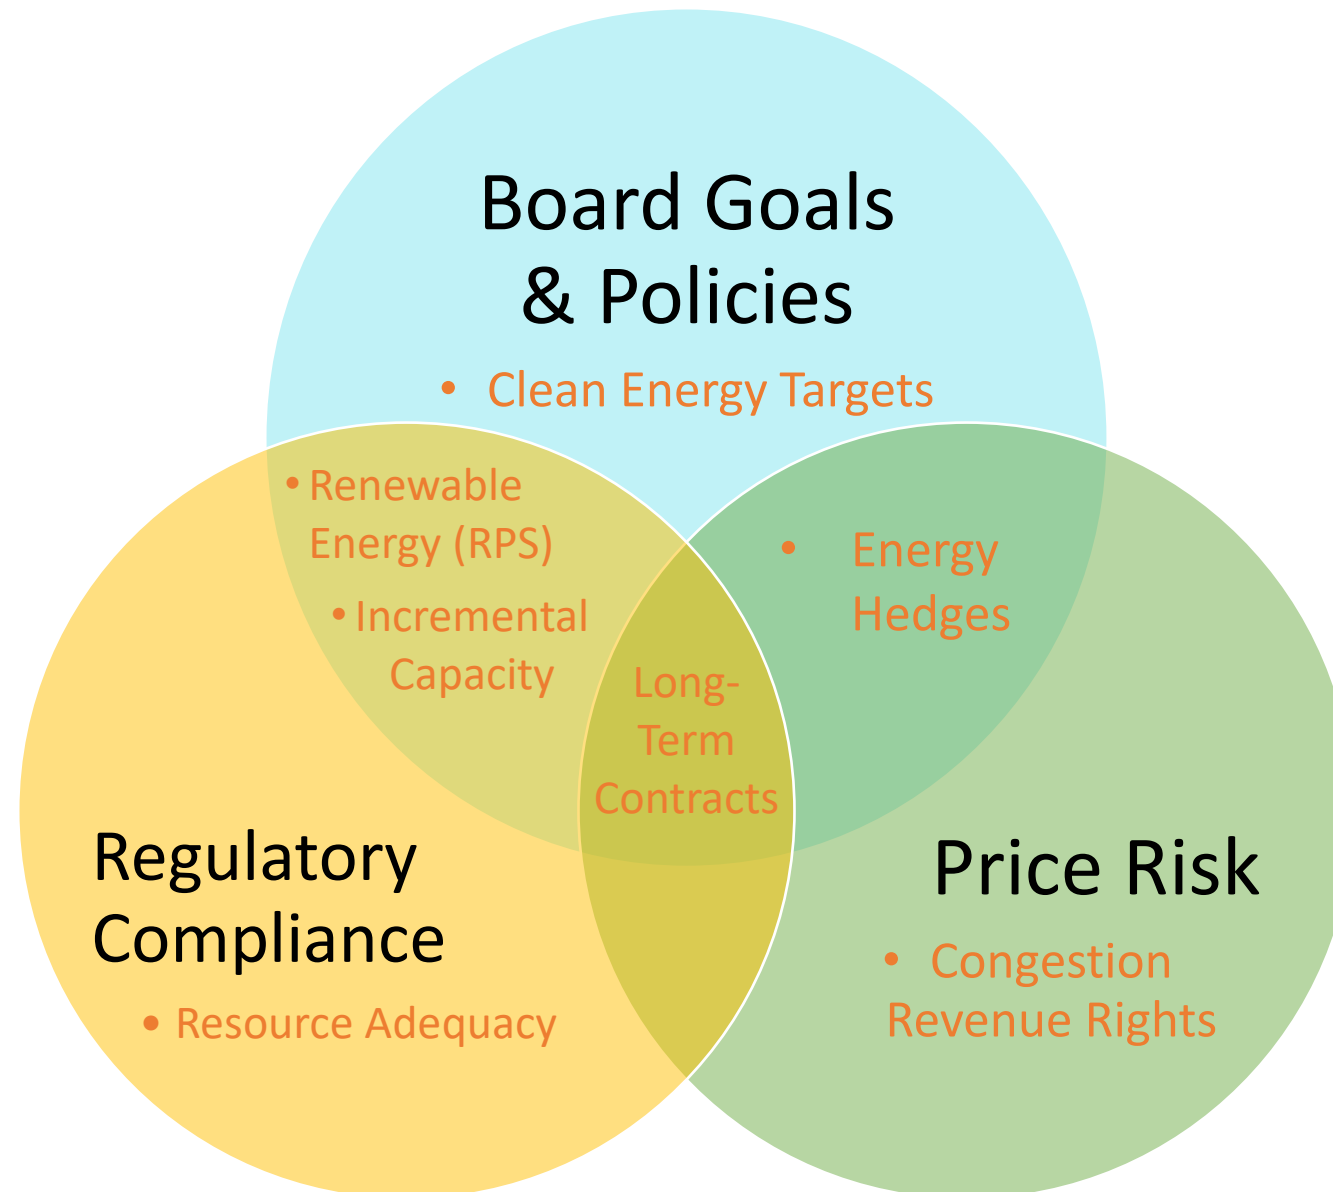 Board Goals
& Policies
• Clean Energy Targets
• Renewable
Energy (RPS)
• Incremental
Capacity
• Energy
Hedges
Long-
Term
Contracts
Regulatory
Compliance
• Resource Adequacy
Price Risk
• Congestion
Revenue Rights